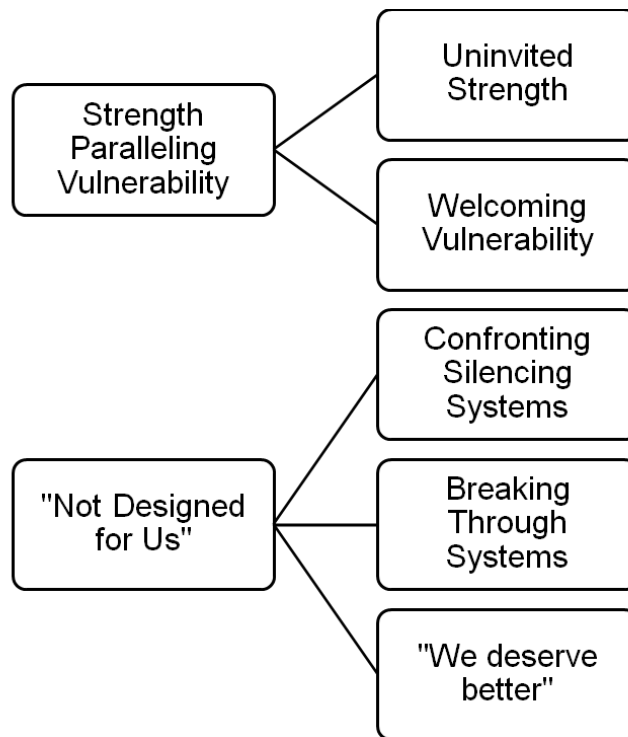 Strength
Paralleling
Vulnerability
Uninvited
Strength
Welcoming
Vulnerability
"Not Designed
for Us"
Confronting
Silencing
Systems
Breaking
Through
Systems
"We deserve
better"